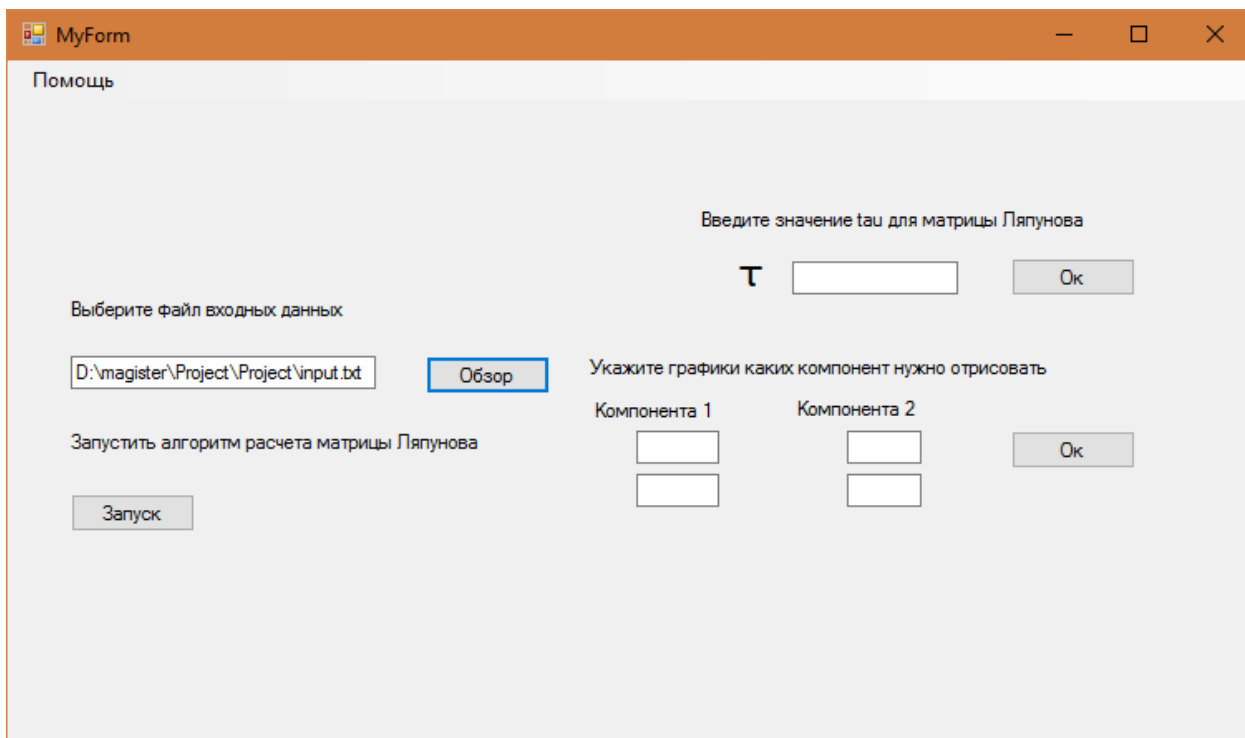 MyForm
Помощь
Введите значение tau для матрицы Ляпунова
τ
Ок
Выберите файл входных данных
D:\magister\Project\Project\input.txt
Обзор
Укажите графики каких компонент нужно отрисовать
Компонента 1
Компонента 2
Запустить алгоритм расчета матрицы Ляпунова
Ок
Запуск